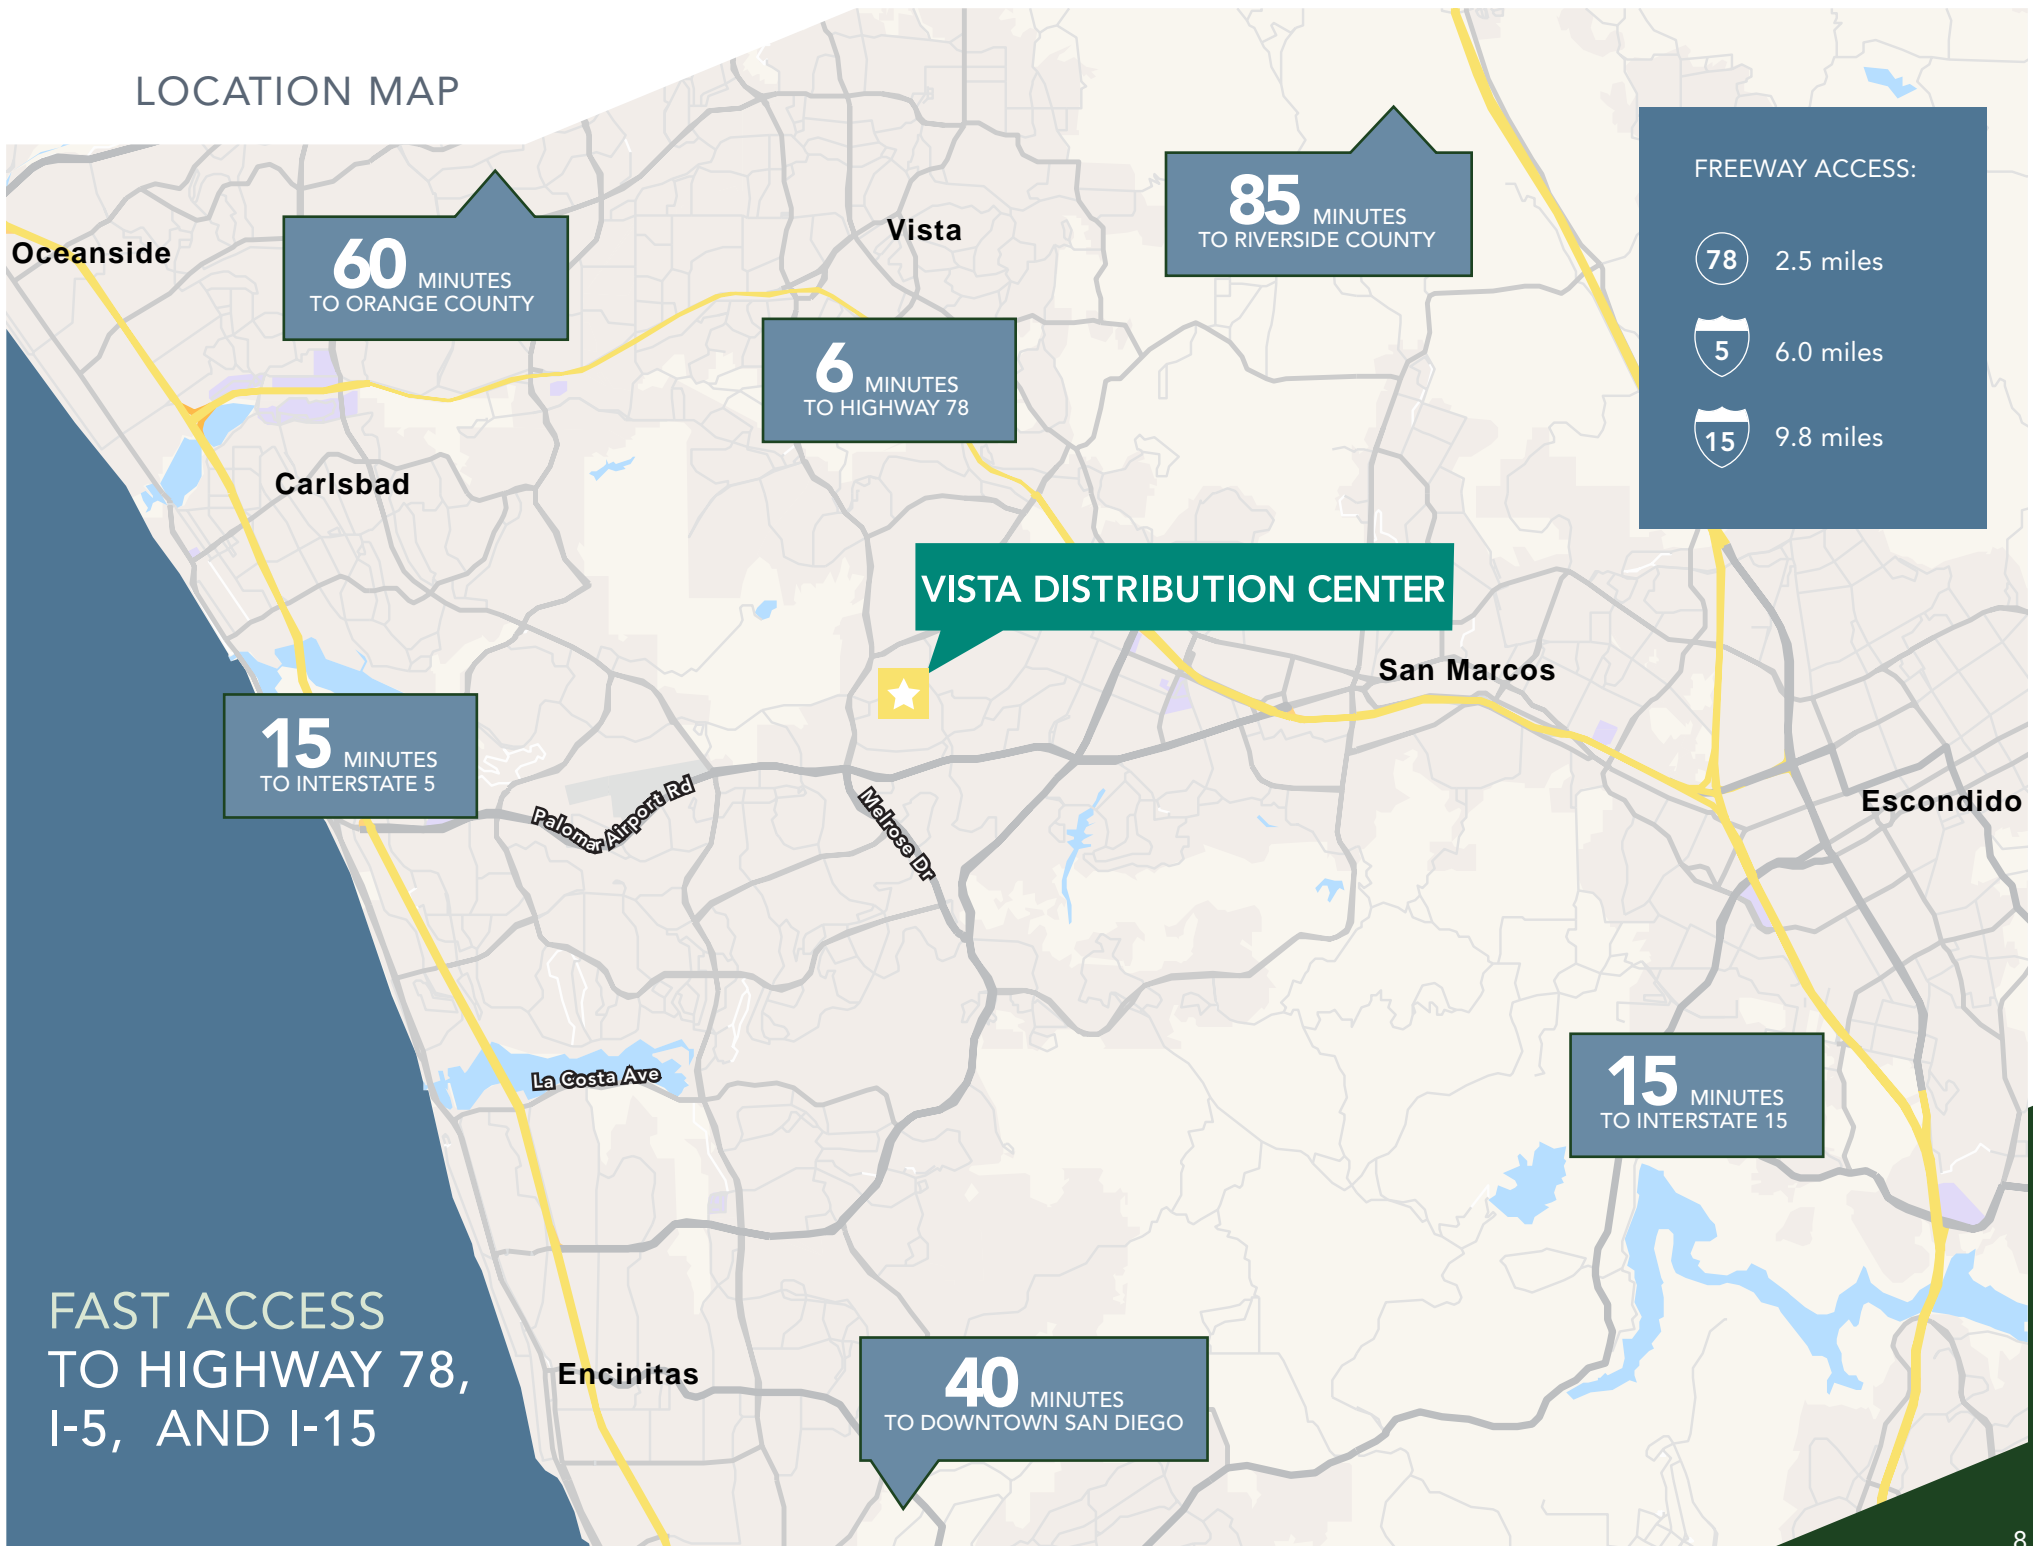 LOCATION MAP
FREEWAY ACCESS:
78 2.5 miles
5 6.0 miles
15 9.8 miles
85 MINUTES
TO RIVERSIDE COUNTY
Oceanside
60 MINUTES
TO ORANGE COUNTY
Vista
6 MINUTES
TO HIGHWAY 78
Carlsbad
VISTA DISTRIBUTION CENTER
San Marcos
15 MINUTES
TO INTERSTATE 5
Palomar Airport Rd
Melrose Dr
Escondido
La Costa Ave
15 MINUTES
TO INTERSTATE 15
FAST ACCESS
TO HIGHWAY 78,
I-5, AND I-15
Encinitas
40 MINUTES
TO DOWNTOWN SAN DIEGO
8